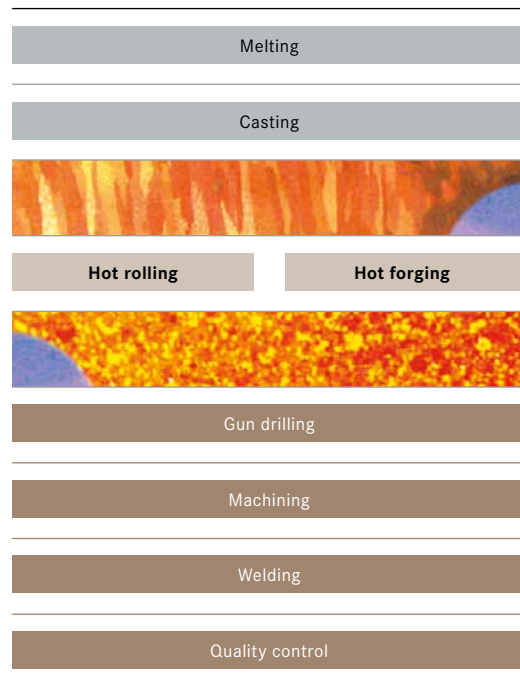 Melting
Casting
Hot rolling
Hot forging
Gun drilling
Machining
Welding
Quality control